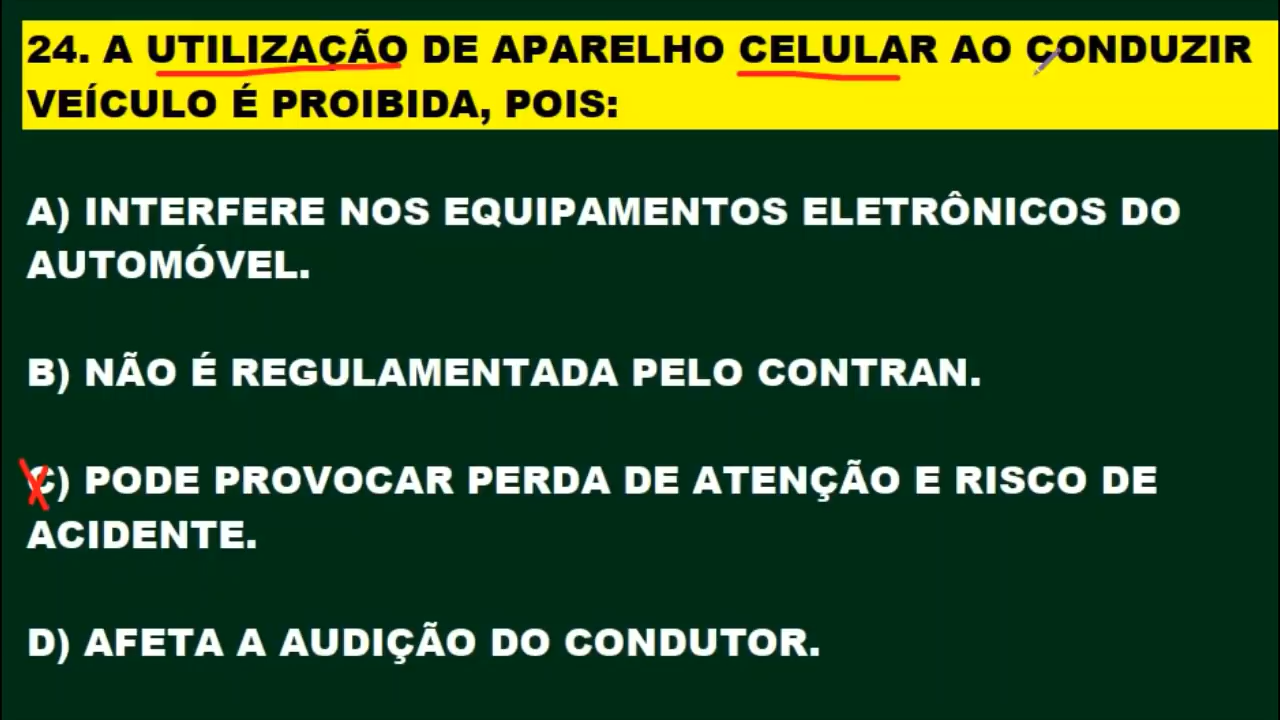 24. A UTILIZAÇÃO DE APARELHO CELULAR AO CONDUZIR
VEÍCULO É PROIBIDA, POIS:
A) INTERFERE NOS EQUIPAMENTOS ELETRÔNICOS DO
AUTOMÓVEL.
B) NÃO É REGULAMENTADA PELO CONTRAN.
C) PODE PROVOCAR PERDA DE ATENÇÃO E RISCO DE
ACIDENTE.
D) AFETA A AUDIÇÃO DO CONDUTOR.